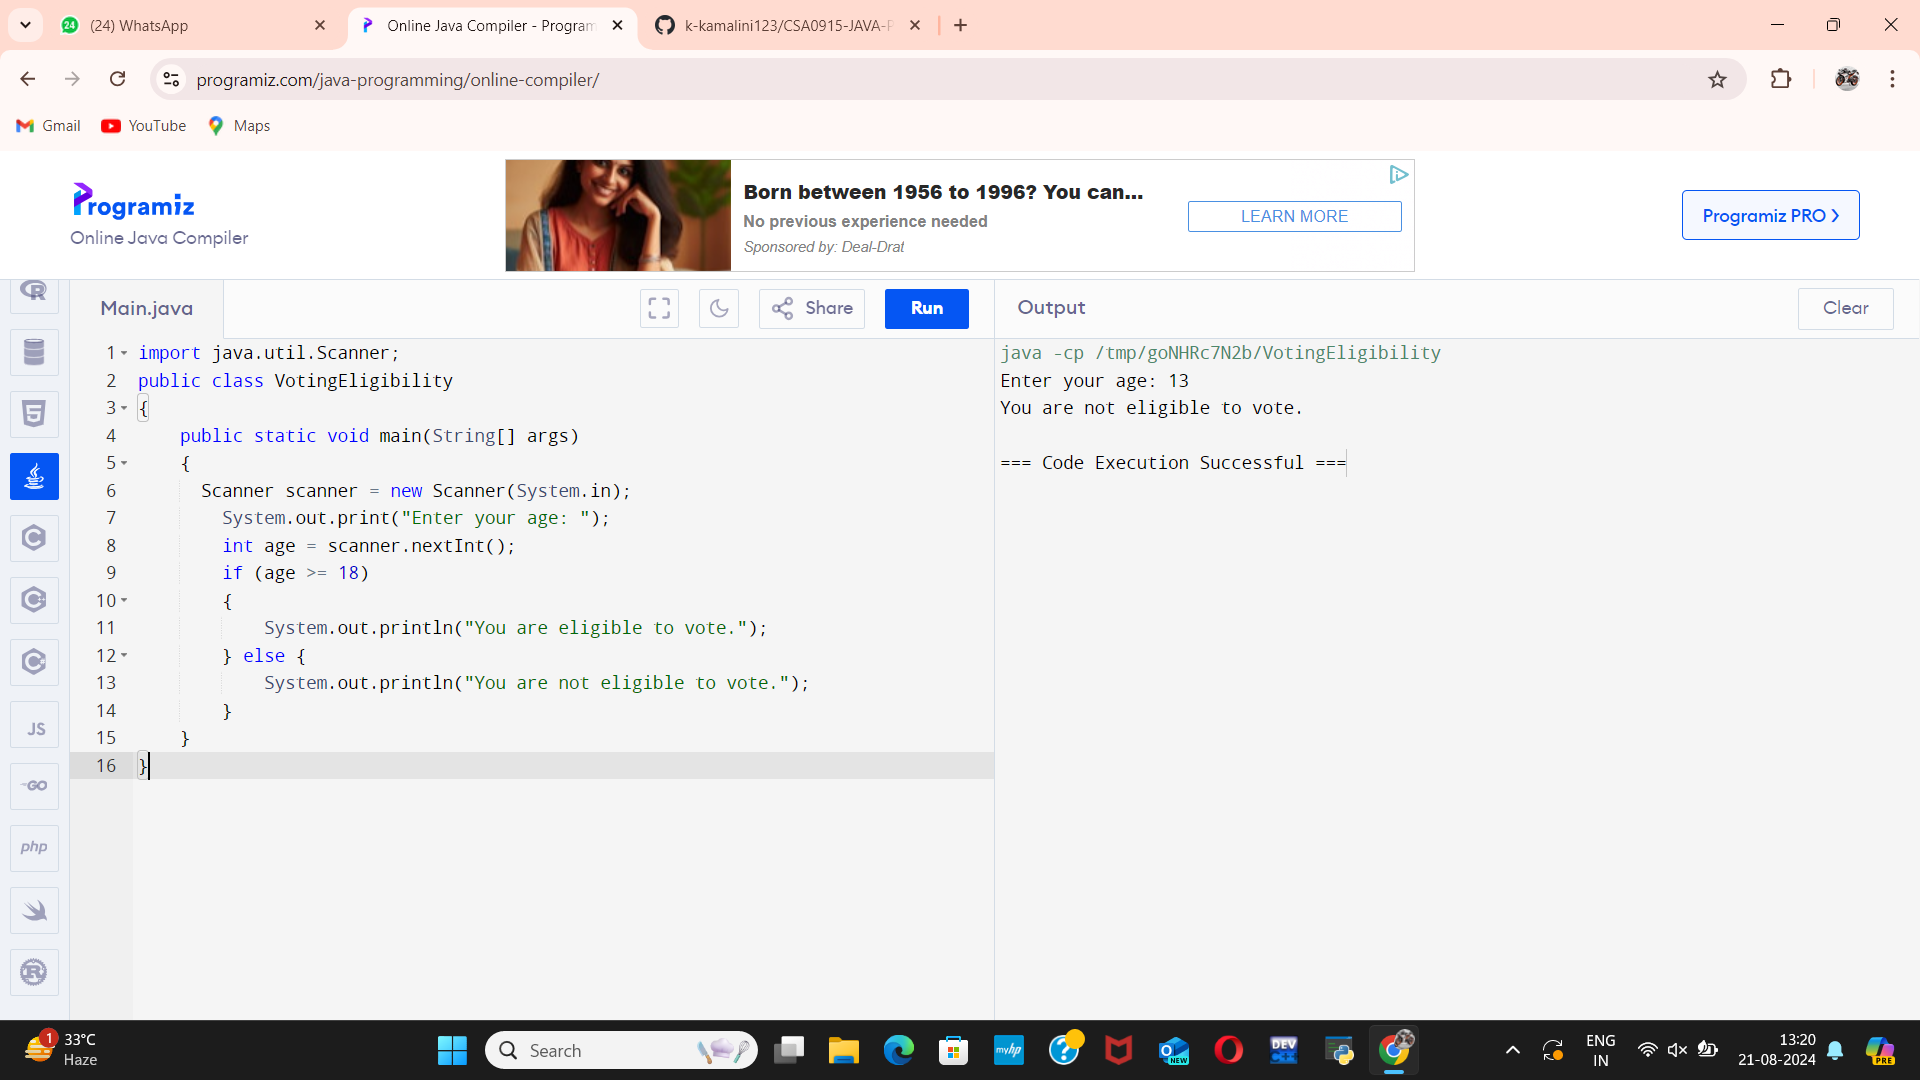 24 (24) WhatsApp
Online Java Compiler - Program
k-kamalini123/CSA0915-JAVA-P
programiz.com/java-programming/online-compiler/
Gmail YouTube Maps
Programiz
Online Java Compiler
Born between 1956 to 1996? You can...
No previous experience needed
Sponsored by: Deal-Drat
LEARN MORE
Programiz PRO
Main.java
Share
Run
Output
Clear
1 import java.util.Scanner;
2 public class VotingEligibility
3 {
4 public static void main(String[] args)
5 {
6 Scanner scanner = new Scanner(System.in);
7 System.out.print("Enter your age: ");
8 int age = scanner.nextInt();
9 if (age >= 18)
10 {
11 System.out.println("You are eligible to vote.");
12 } else {
13 System.out.println("You are not eligible to vote.");
14 }
15 }
16 }
java -cp /tmp/goNHRc7N2b/VotingEligibility
Enter your age: 13
You are not eligible to vote.
=== Code Execution Successful ===
R
5
C
C
JS
GO
php
R
1
33°C
Haze
Search
myhp
NEW
DEV
C++
ENG
IN
13:20
21-08-2024
PRE